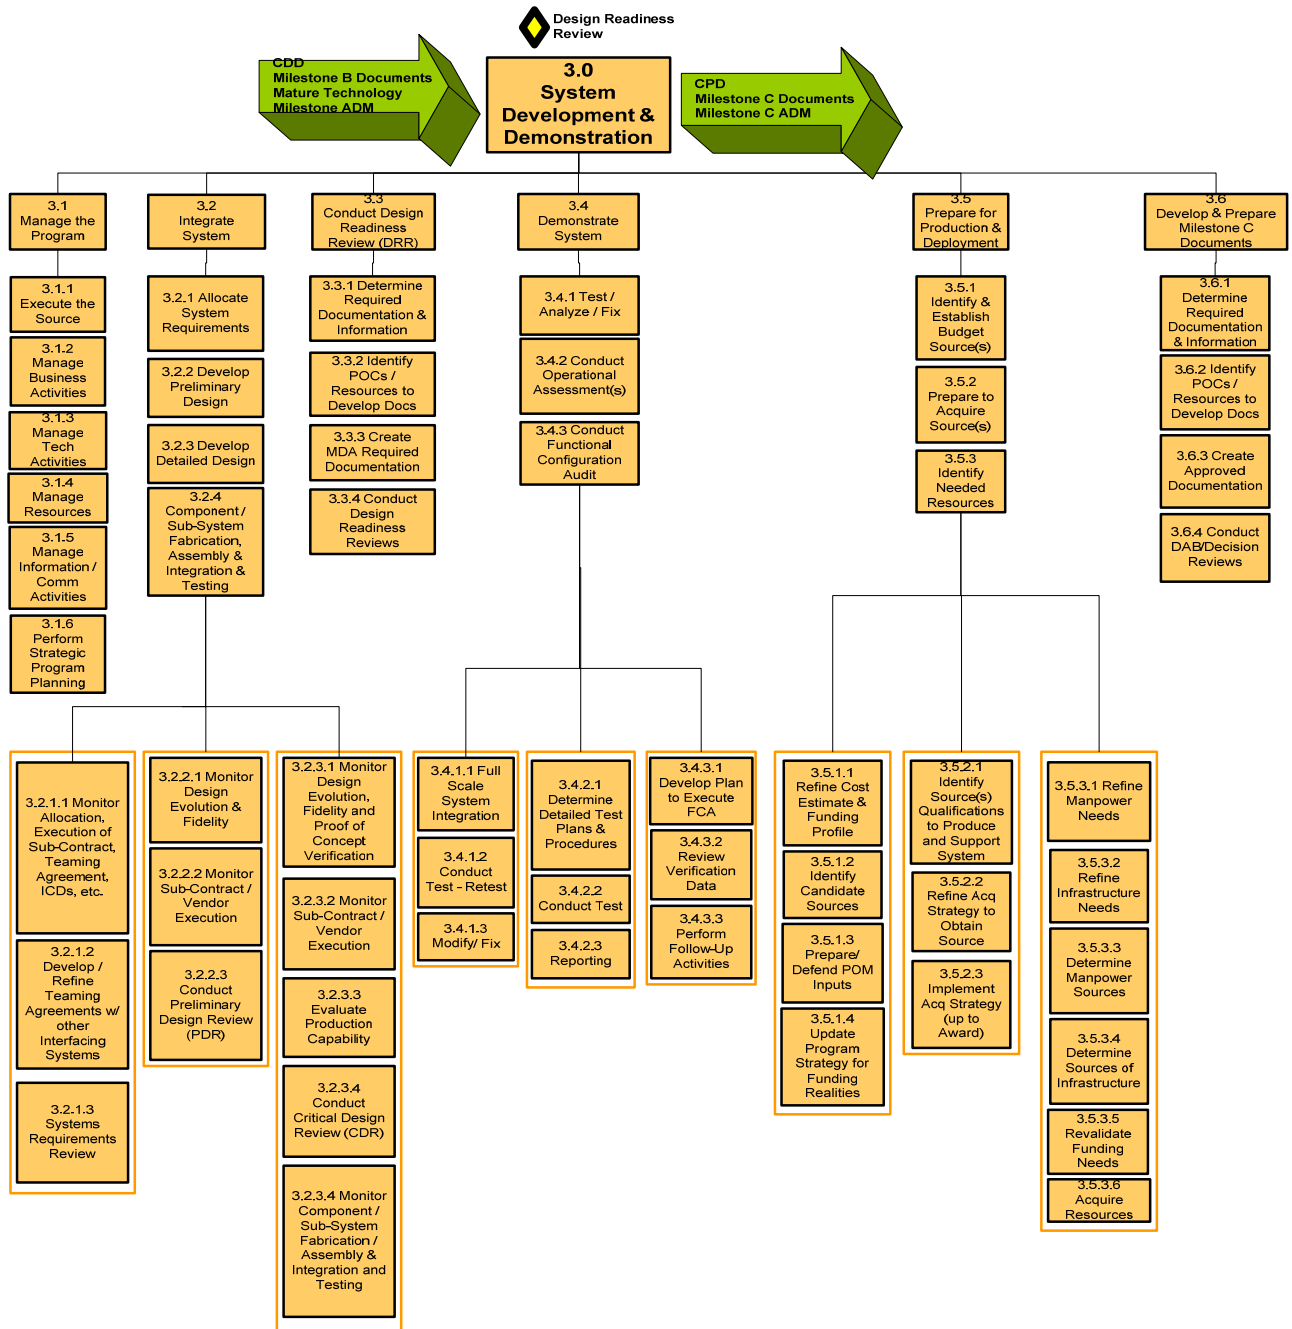 Design Readiness
Review
CDD
Milestone B Documents
Mature Technology
Milestone ADM
3.0
System
Development &
Demonstration
CPD
Milestone C Documents
Milestone C ADM
3.1
Manage the
Program
3.2
Integrate
System
3.3
Conduct Design
Readiness
Review (DRR)
3.4
Demonstrate
System
3.5
Prepare for
Production &
Deployment
3.6
Develop & Prepare
Milestone C
Documents
3.1.1
Execute the
Source
3.1.2
Manage
Business
Activities
3.1.3
Manage
Tech
Activities
3.1.4
Manage
Resources
3.1.5
Manage
Information /
Comm
Activities
3.1.6
Perform
Strategic
Program
Planning
3.2.1 Allocate
System
Requirements
3.2.2 Develop
Preliminary
Design
3.2.3 Develop
Detailed Design
3.2.4
Component /
Sub-System
Fabrication,
Assembly &
Integration &
Testing
3.3.1 Determine
Required
Documentation &
Information
3.3.2 Identify
POCs /
Resources to
Develop Docs
3.3.3 Create
MDA Required
Documentation
3.3.4 Conduct
Design
Readiness
Reviews
3.4.1 Test /
Analyze / Fix
3.4.2 Conduct
Operational
Assessment(s)
3.4.3 Conduct
Functional
Configuration
Audit
3.5.1
Identify &
Establish
Budget
Source(s)
3.5.2
Prepare to
Acquire
Source(s)
3.5.3
Identify
Needed
Resources
3.6.1
Determine
Required
Documentation
& Information
3.6.2 Identify
POCs /
Resources to
Develop Docs
3.6.3 Create
Approved
Documentation
3.6.4 Conduct
DAB/Decision
Reviews
3.2.1.1 Monitor
Allocation,
Execution of
Sub-Contract,
Teaming
Agreement,
ICDs, etc.
3.2.1.2
Develop /
Refine
Teaming
Agreements w/
other
Interfacing
Systems
3.2.1.3
Systems
Requirements
Review
3.2.2.1 Monitor
Design
Evolution &
Fidelity
3.2.2.2 Monitor
Sub-Contract /
Vendor
Execution
3.2.2.3
Conduct
Preliminary
Design Review
(PDR)
3.2.3.1 Monitor
Design
Evolution,
Fidelity and
Proof of
Concept
Verification
3.2.3.2 Monitor
Sub-Contract /
Vendor
Execution
3.2.3.3
Evaluate
Production
Capability
3.2.3.4
Conduct
Critical Design
Review (CDR)
3.2.3.4 Monitor
Component /
Sub-System
Fabrication /
Assembly &
Integration and
Testing
3.4.1.1 Full
Scale
System
Integration
3.4.1.2
Conduct
Test - Retest
3.4.1.3
Modify/ Fix
3.4.2.1
Determine
Detailed Test
Plans &
Procedures
3.4.2.2
Conduct Test
3.4.2.3
Reporting
3.4.3.1
Develop Plan
to Execute
FCA
3.4.3.2
Review
Verification
Data
3.4.3.3
Perform
Follow-Up
Activities
3.5.1.1
Refine Cost
Estimate &
Funding
Profile
3.5.1.2
Identify
Candidate
Sources
3.5.1.3
Prepare/
Defend POM
Inputs
3.5.1.4
Update
Program
Strategy for
Funding
Realities
3.5.2.1
Identify
Source(s)
Qualifications
to Produce
and Support
System
3.5.2.2
Refine Acq
Strategy to
Obtain
Source
3.5.2.3
Implement
Acq Strategy
(up to
Award)
3.5.3.1 Refine
Manpower
Needs
3.5.3.2
Refine
Infrastructure
Needs
3.5.3.3
Determine
Manpower
Sources
3.5.3.4
Determine
Sources of
Infrastructure
3.5.3.5
Revalidate
Funding
Needs
3.5.3.6
Acquire
Resources